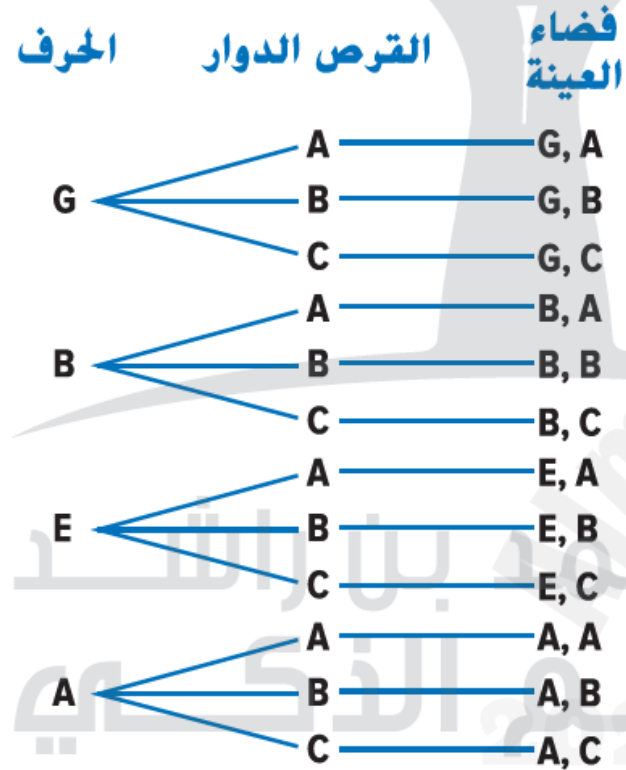 الحرف القرص الدوار فضاء العينة
G A G, A
B G, B
C G, C
B A B, A
B B, B
C B, C
E A E, A
B E, B
C E, C
A A A, A
B A, B
C A, C